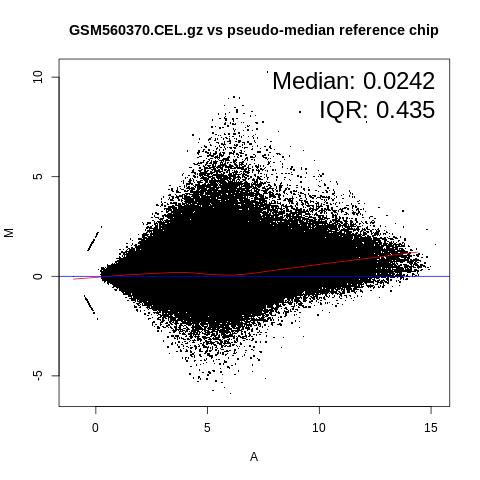 GSM560370.CEL.gz vs pseudo-median reference chip
Median: 0.0242
IQR: 0.435
10
5
0
-5
M
0 5 10 15
A